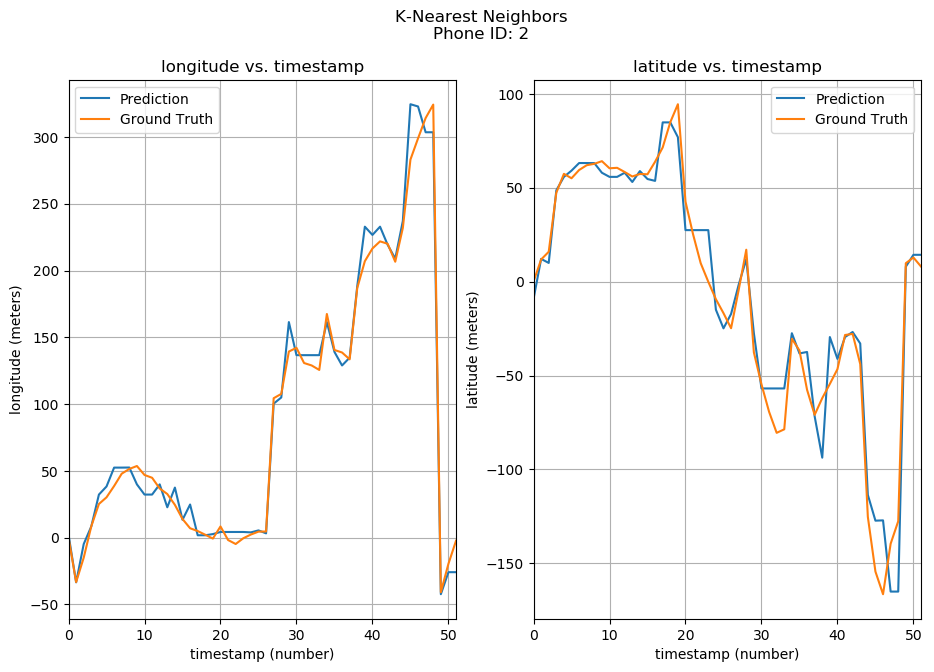 K-Nearest Neighbors
Phone ID: 2
longitude vs. timestamp
Prediction
Ground Truth
longitude (meters)
300
250
200
150
100
50
0
−50
0 10 20 30 40 50
timestamp (number)
latitude vs. timestamp
Prediction
Ground Truth
latitude (meters)
100
50
0
−50
−100
−150
0 10 20 30 40 50
timestamp (number)